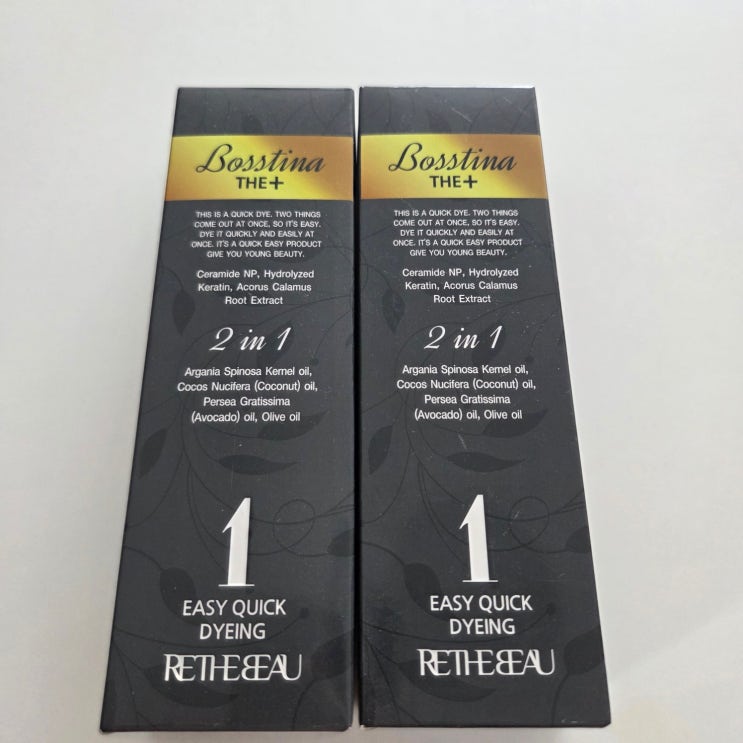 Bosstina
THE+
THIS IS A QUICK DYE. TWO THINGS
COME OUT AT ONCE, SO IT'S EASY.
DYE IT QUICKLY AND EASILY AT
ONCE. IT'S A QUICK EASY PRODUCT
GIVE YOU YOUNG BEAUTY.
Ceramide NP, Hydrolyzed
Keratin, Acorus Calamus
Root Extract
2 in 1
Argania Spinosa Kernel oil,
Cocos Nucifera (Coconut) oil,
Persea Gratissima
(Avocado) oil, Olive oil
1
EASY QUICK
DYEING
RETHEBEAU
Bosstina
THE+
THIS IS A QUICK DYE. TWO THINGS
COME OUT AT ONCE, SO IT'S EASY.
DYE IT QUICKLY AND EASILY AT
ONCE. IT'S A QUICK EASY PRODUCT
GIVE YOU YOUNG BEAUTY.
Ceramide NP, Hydrolyzed
Keratin, Acorus Calamus
Root Extract
2 in 1
Argania Spinosa Kernel oil,
Cocos Nucifera (Coconut) oil,
Persea Gratissima
(Avocado) oil, Olive oil
1
EASY QUICK
DYEING
RETHEBEAU